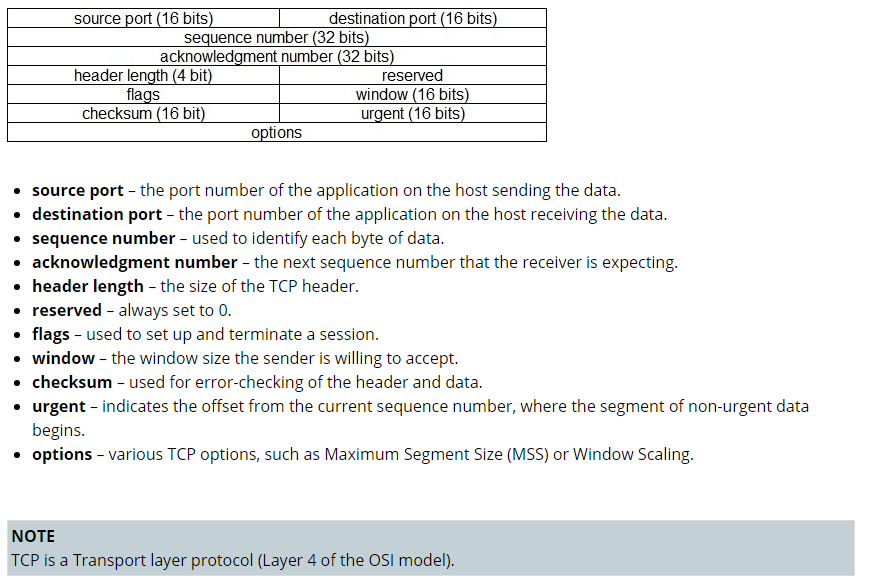 source port (16 bits) destination port (16 bits)
sequence number (32 bits)
acknowledgment number (32 bits)
header length (4 bit) reserved
flags window (16 bits)
checksum (16 bit) urgent (16 bits)
options
• source port – the port number of the application on the host sending the data.
• destination port – the port number of the application on the host receiving the data.
• sequence number – used to identify each byte of data.
• acknowledgment number – the next sequence number that the receiver is expecting.
• header length – the size of the TCP header.
• reserved – always set to 0.
• flags – used to set up and terminate a session.
• window – the window size the sender is willing to accept.
• checksum – used for error-checking of the header and data.
• urgent – indicates the offset from the current sequence number, where the segment of non-urgent data
begins.
• options – various TCP options, such as Maximum Segment Size (MSS) or Window Scaling.
NOTE
TCP is a Transport layer protocol (Layer 4 of the OSI model).